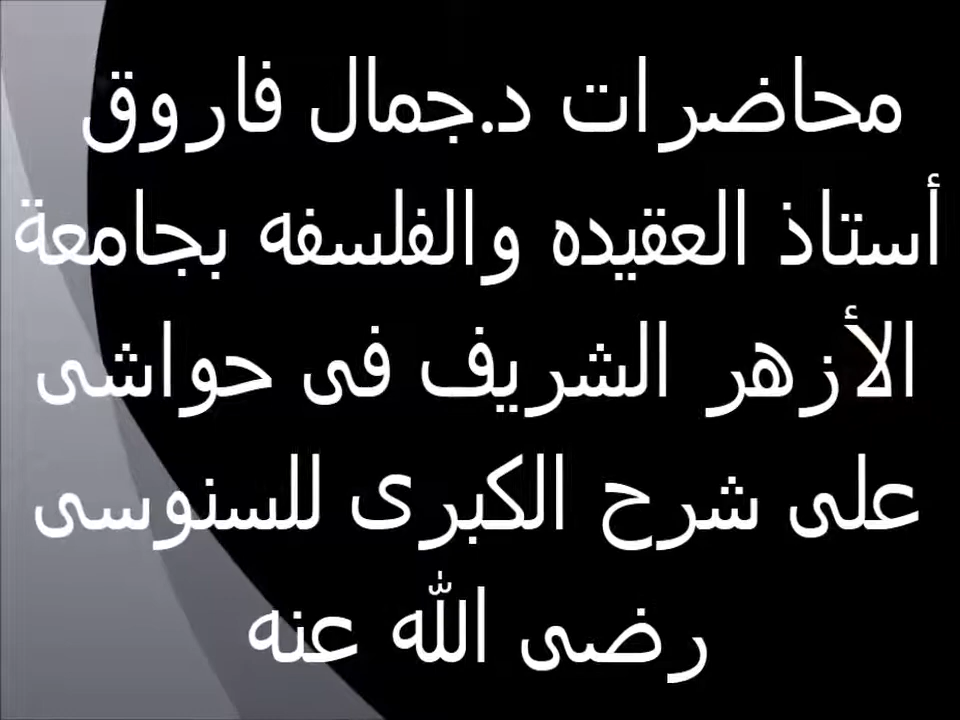 محاضرات د.جمال فاروق
أستاذ العقيده والفلسفه بجامعة
الأزهر الشريف فى حواشى
على شرح الكبرى للسنوسى
رضى الله عنه